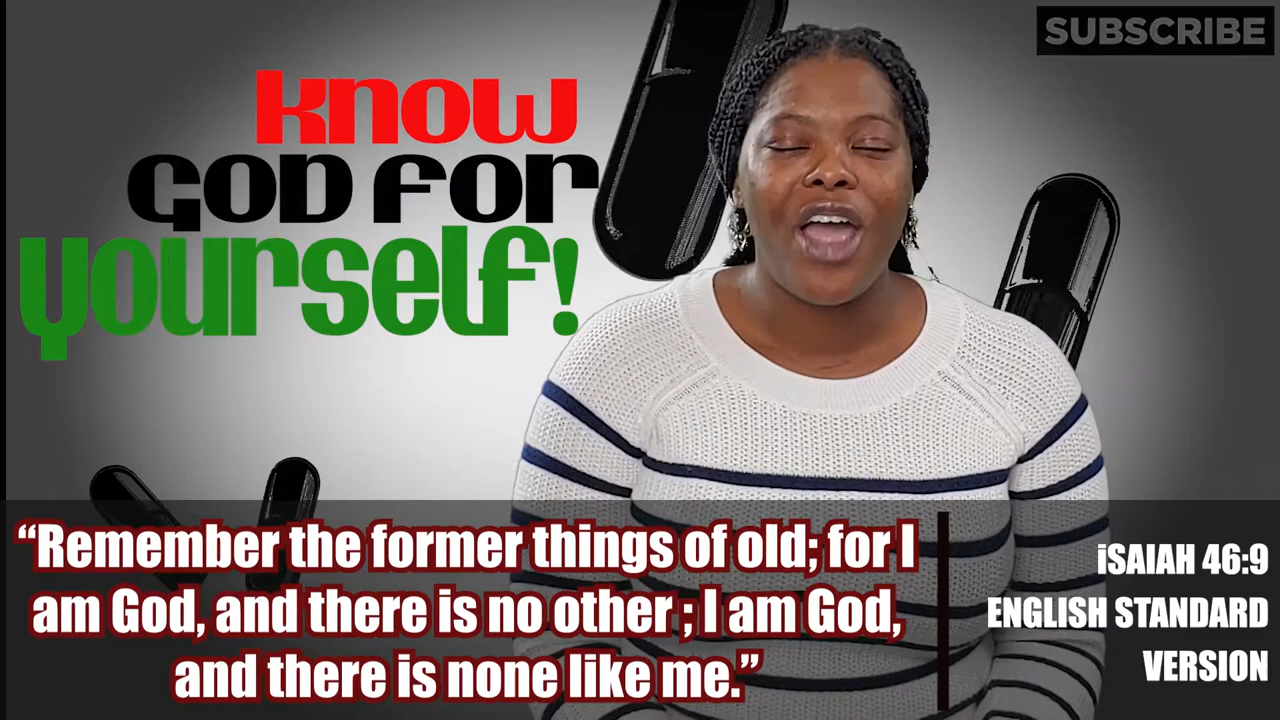 SUBSCRIBE
know
GOD FOR
yourself!
“Remember the former things of old; for I
am God, and there is no other ; I am God,
and there is none like me.”
iSAIAH 46:9
ENGLISH STANDARD
VERSION